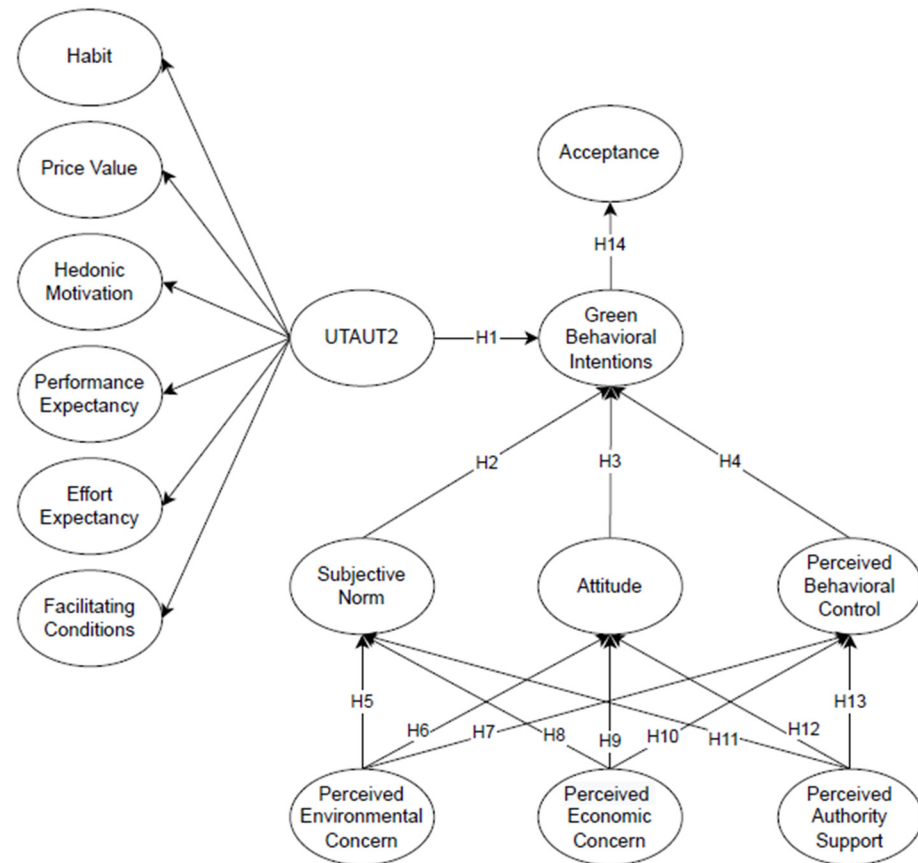 Habit
Price Value
Hedonic
Motivation
Performance
Expectancy
Effort
Expectancy
Facilitating
Conditions
UTAUT2
H1
Acceptance
H14
Green
Behavioral
Intentions
H2
H3
H4
Subjective
Norm
Attitude
Perceived
Behavioral
Control
H5
H6
H7
H8
H9
H10
H11
H12
H13
Perceived
Environmental
Concern
Perceived
Economic
Concern
Perceived
Authority
Support